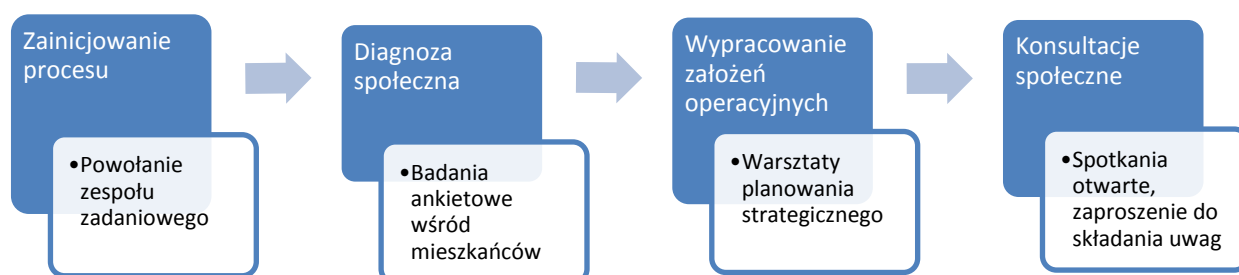 Zainicjowanie
procesu
•Powołanie
zespołu
zadaniowego
Diagnoza
społeczna
•Badania
ankietowe
wśród
mieszkańców
Wypracowanie
założeń
operacyjnych
•Warsztaty
planowania
strategicznego
Konsultacje
społeczne
•Spotkania
otwarte,
zaproszenie do
składania uwag